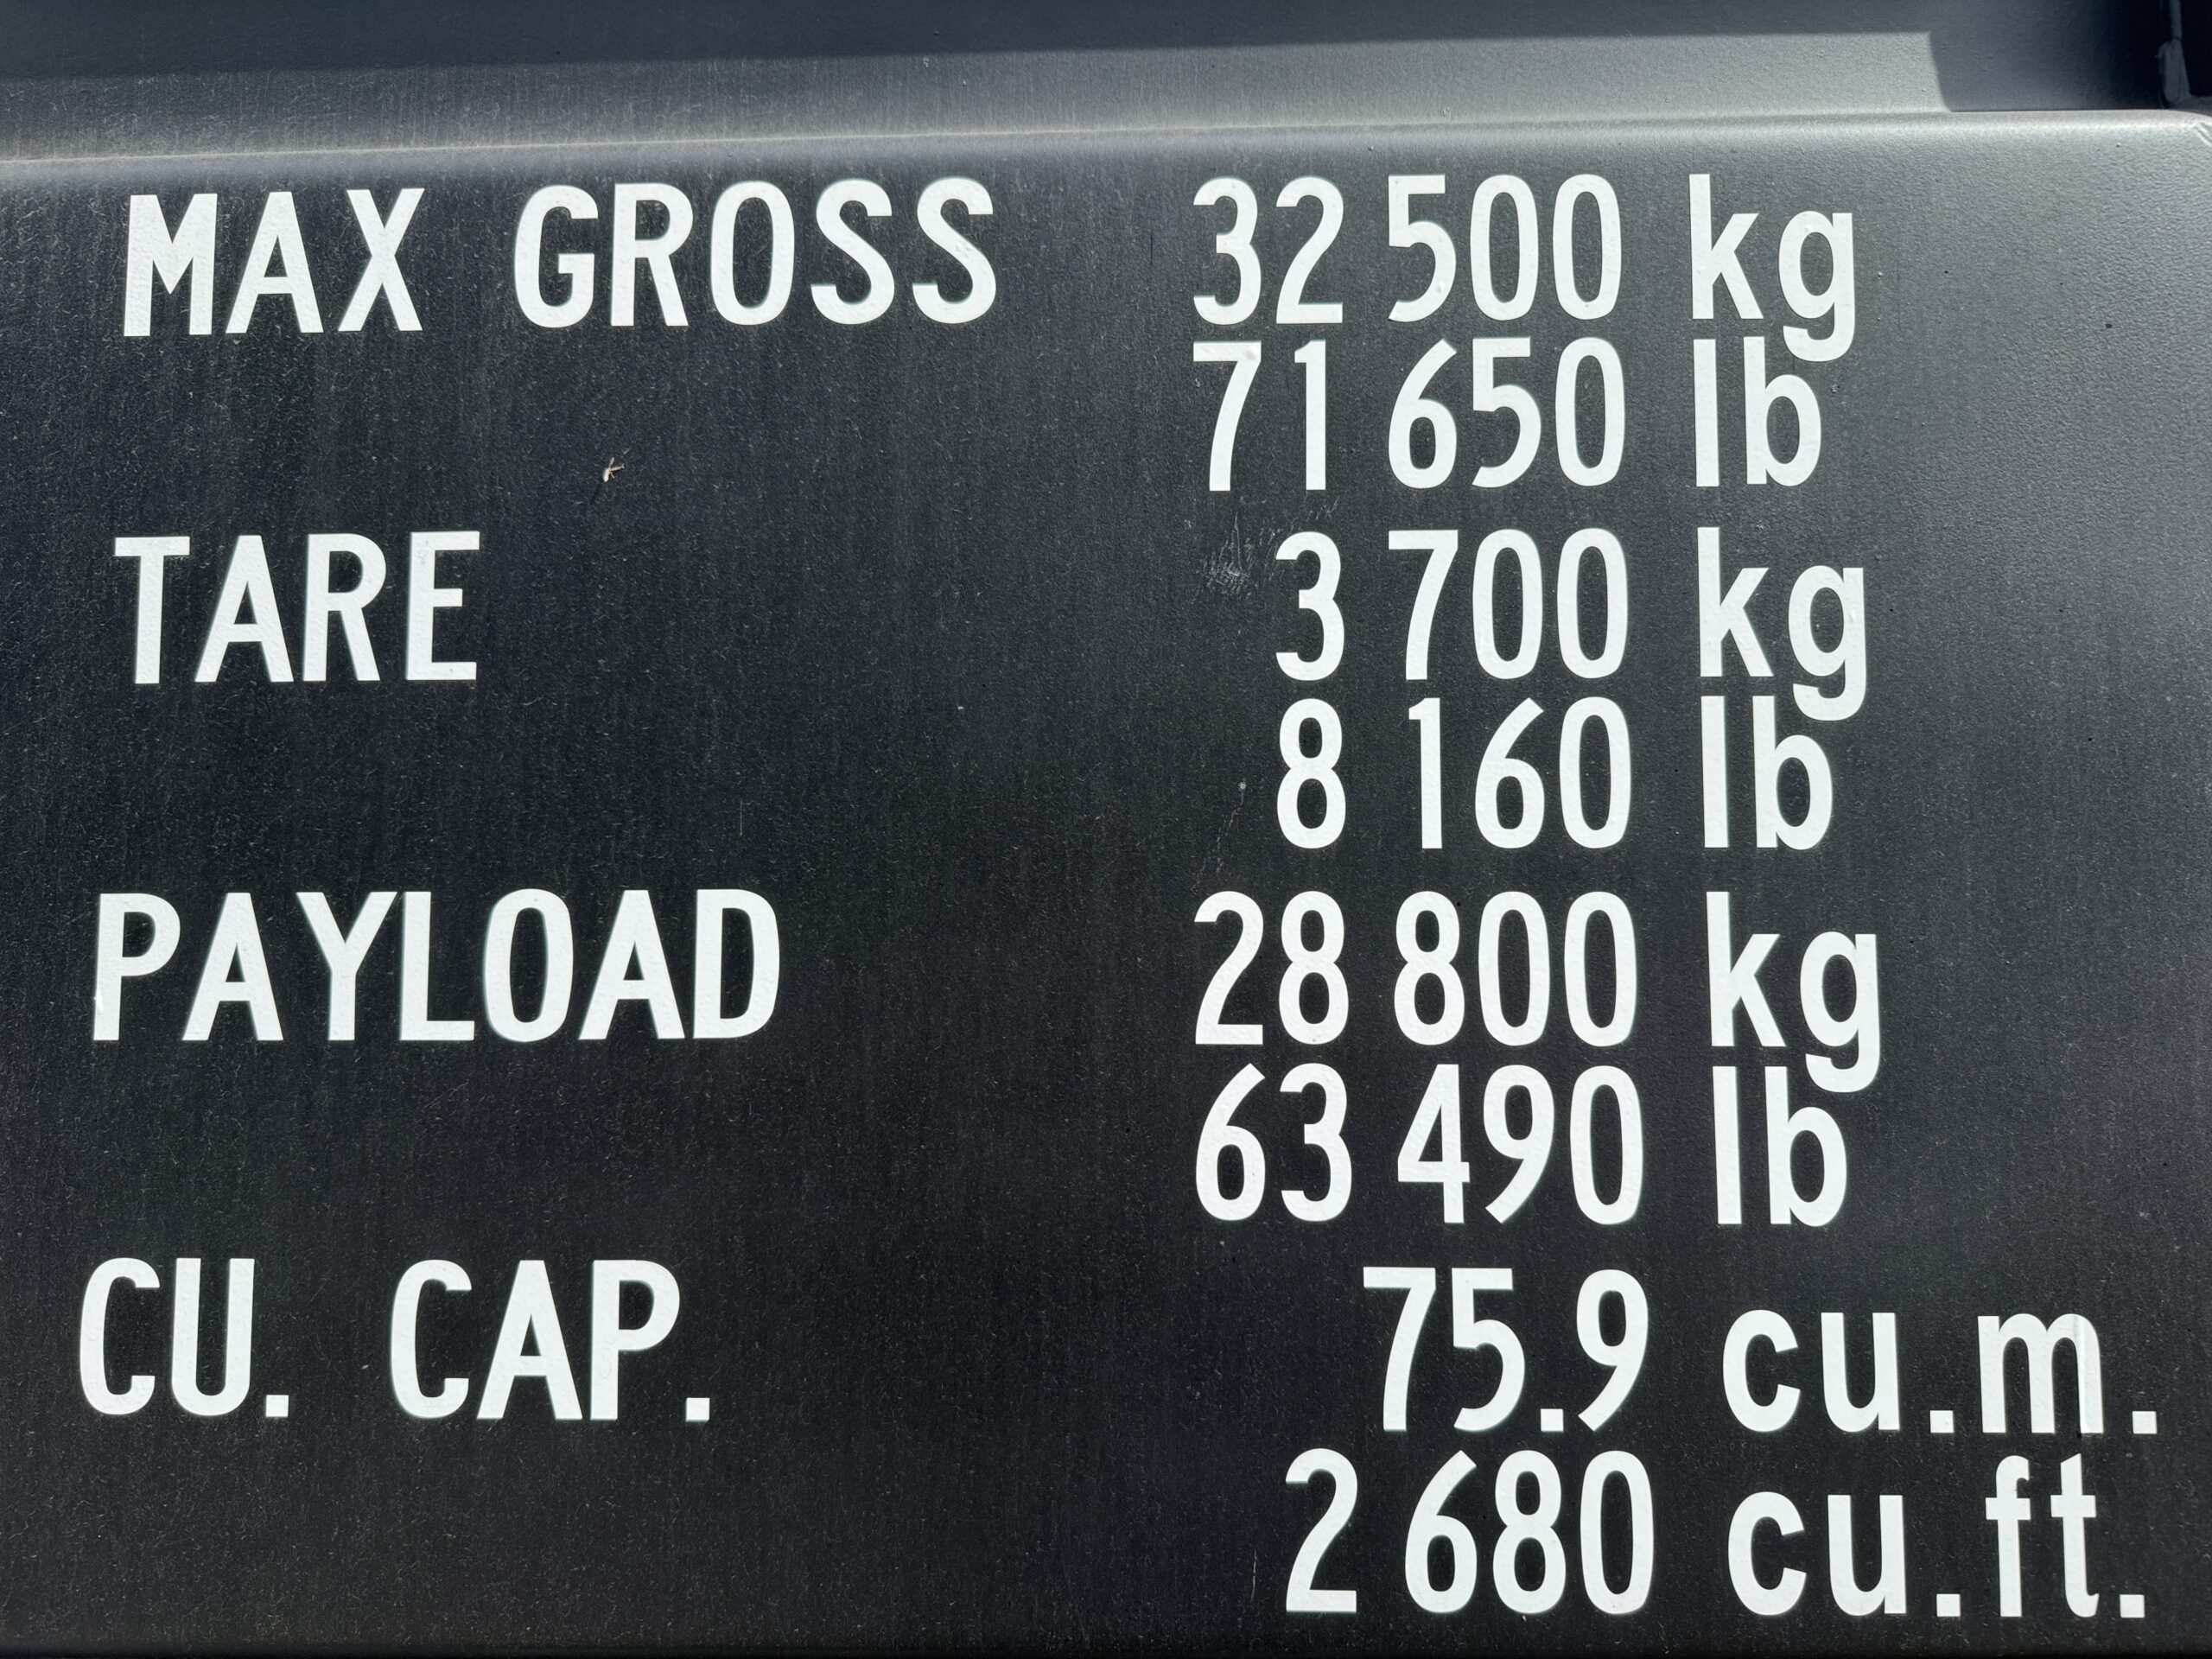 MAX GROSS 32 500 kg
71 650 lb
TARE 3 700 kg
8 160 lb
PAYLOAD 28 800 kg
63 490 lb
CU. CAP. 75.9 cu.m.
2 680 cu.ft.